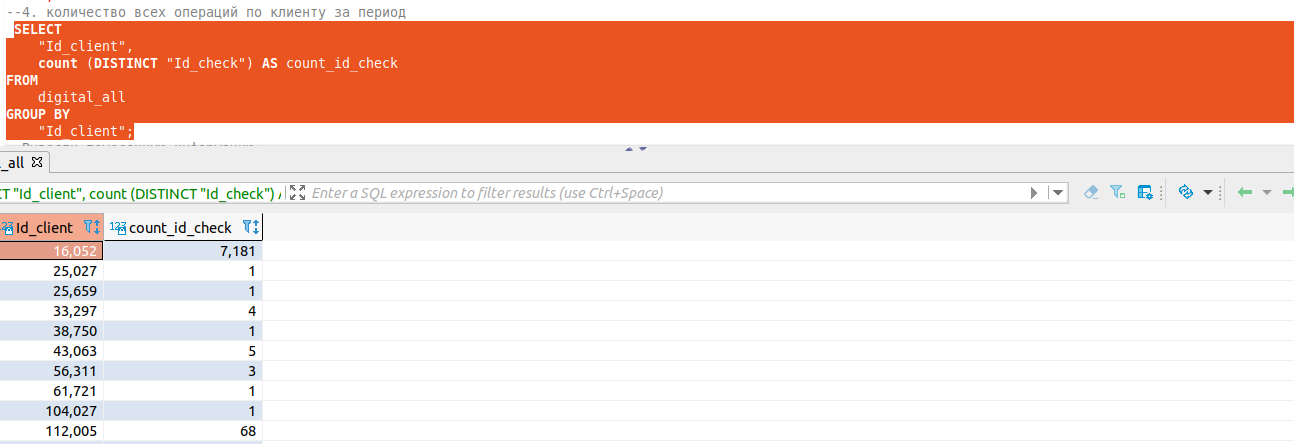 --4. количество всех операций по клиенту за период
SELECT
"Id_client",
count (DISTINCT "Id_check") AS count_id_check
FROM
digital_all
GROUP BY
"Id_client";
_all
CT "Id_client", count (DISTINCT "Id_check") Enter a SQL expression to filter results (use Ctrl+Space)
123 Id_client 123 count_id_check
16,052 7,181
25,027 1
25,659 1
33,297 4
38,750 1
43,063 5
56,311 3
61,721 1
104,027 1
112,005 68